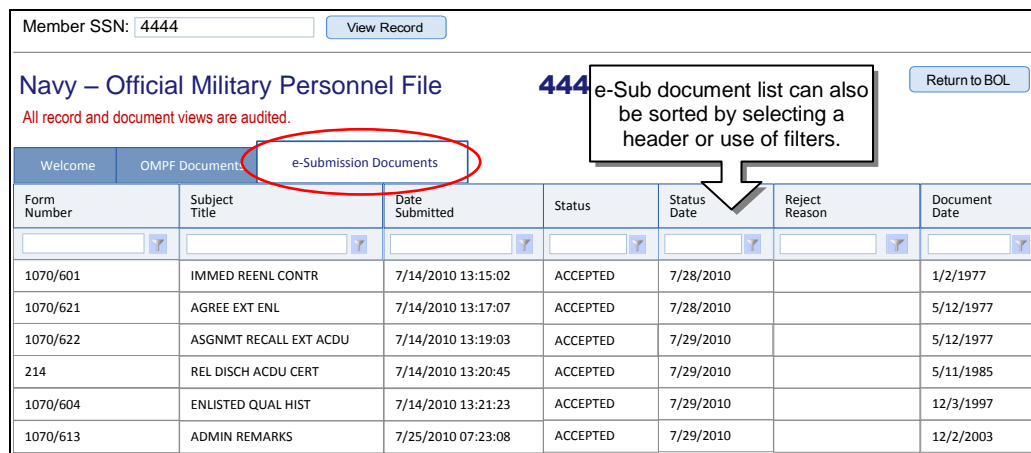 Member SSN: 4444 View Record
Navy – Official Military Personnel File 444 Return to BOL
e-Sub document list can also
be sorted by selecting a
header or use of filters.
All record and document views are audited.
Welcome OMPF Documents e-Submission Documents
Form Number Subject Title Date Submitted Status Status Date Reject Reason Document Date
1070/601 IMMED REENL CONTR 7/14/2010 13:15:02 ACCEPTED 7/28/2010 1/2/1977
1070/621 AGREE EXT ENL 7/14/2010 13:17:07 ACCEPTED 7/28/2010 5/12/1977
1070/622 ASGNMT RECALL EXT ACDU 7/14/2010 13:19:03 ACCEPTED 7/29/2010 5/12/1977
214 REL DISCH ACDU CERT 7/14/2010 13:20:45 ACCEPTED 7/29/2010 5/11/1985
1070/604 ENLISTED QUAL HIST 7/14/2010 13:21:23 ACCEPTED 7/29/2010 12/3/1997
1070/613 ADMIN REMARKS 7/25/2010 07:23:08 ACCEPTED 7/29/2010 12/2/2003